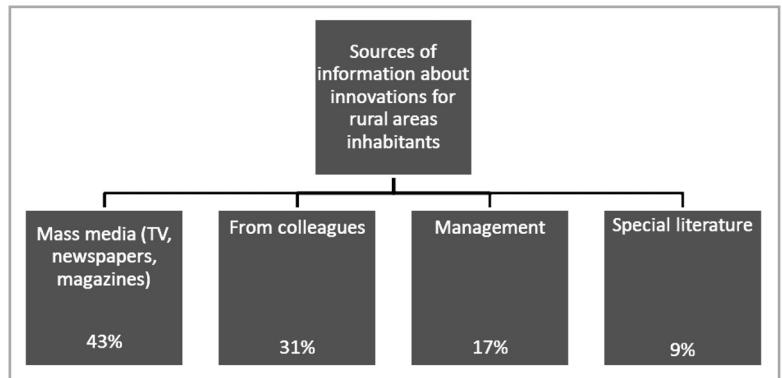 Sources of
information about
innovations for
rural areas
inhabitants
Mass media (TV,
newspapers,
magazines)
43%
From colleagues
31%
Management
17%
Special literature
9%